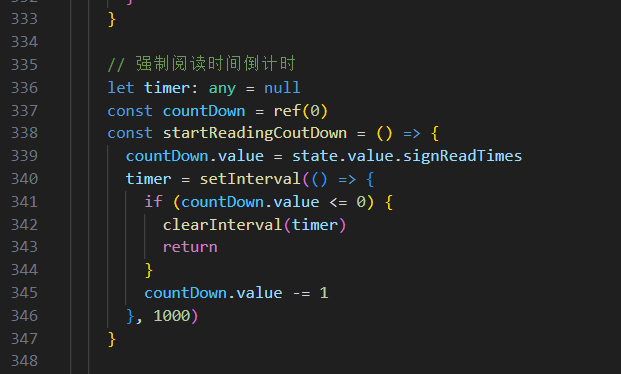 333 }
334
335 // 强制阅读时间倒计时
336 let timer: any = null
337 const countDown = ref(0)
338 const startReadingCoutDown = () => {
339 countDown.value = state.value.signReadTimes
340 timer = setInterval(() => {
341 if (countDown.value <= 0) {
342 clearInterval(timer)
343 return
344 }
345 countDown.value -= 1
346 }, 1000)
347 }
348